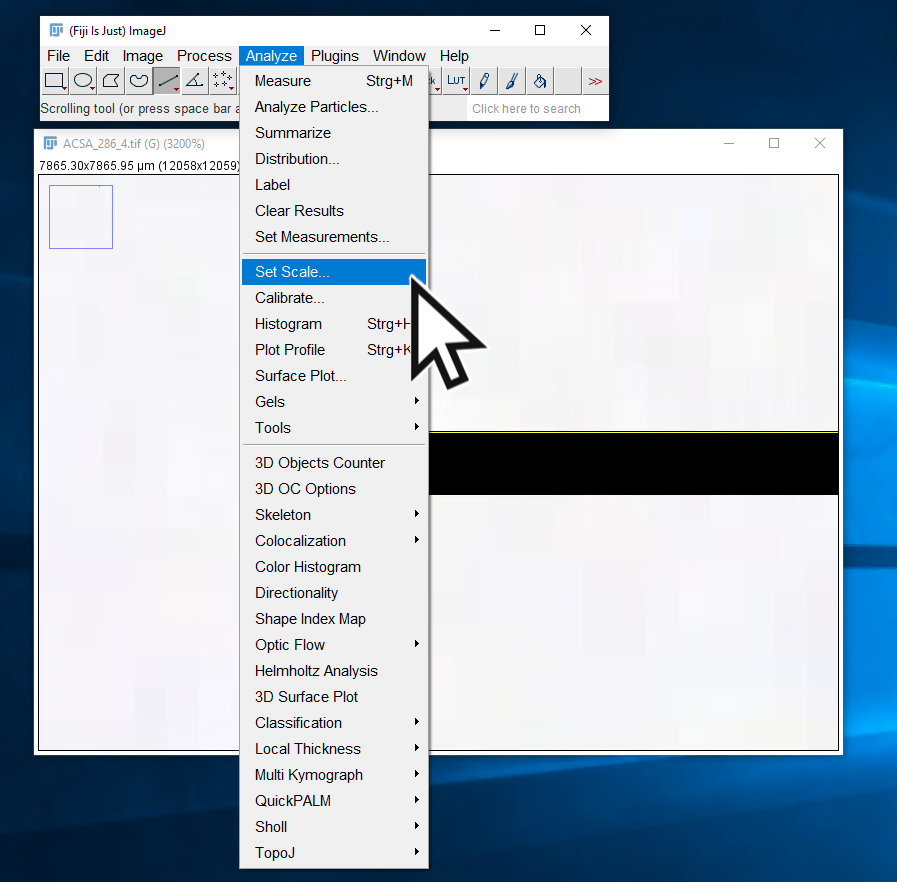 (Fiji Is Just) ImageJ
File Edit Image Process Analyze Plugins Window Help
LUT >>
Scrolling tool (or press space bar a
Click here to search
ACSA_286_4.tif (G) (3200%)
7865.30x7865.95 µm (12058x12059)
Measure Strg+M
Analyze Particles...
Summarize
Distribution...
Label
Clear Results
Set Measurements...
Set Scale...
Calibrate...
Histogram Strg+H
Plot Profile Strg+K
Surface Plot...
Gels
Tools
3D Objects Counter
3D OC Options
Skeleton
Colocalization
Color Histogram
Directionality
Shape Index Map
Optic Flow
Helmholtz Analysis
3D Surface Plot
Classification
Local Thickness
Multi Kymograph
QuickPALM
Sholl
TopoJ